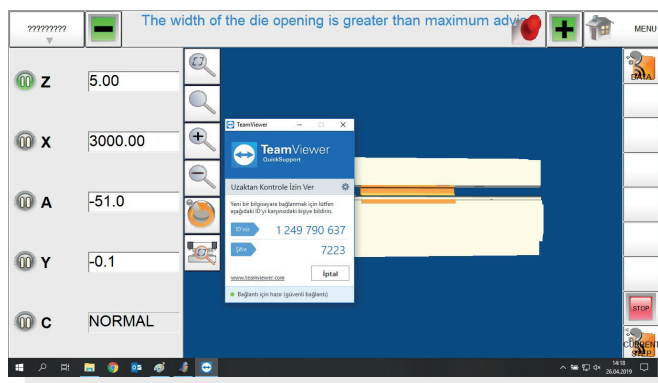 ?????????
The width of the die opening is greater than maximum advi
MENU
DATA
Z 5.00
X 3000.00
A -51.0
Y -0.1
C NORMAL
TeamViewer
TeamViewer
QuickSupport
Uzaktan Kontrole İzin Ver
Yeni bir bilgisayara bağlanmak için lütfen
aşağıdaki ID'yi karşınızdaki kişiye bildirin.
ID'niz 1 249 790 637
Şifre 7223
www.teamviewer.com İptal
Bağlantı için hazır (güvenli bağlantı)
STOP
CURRENT
STEP
14:18
26.04.2019